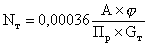 Nт = 0,00036 A × φ / Пр × Gт